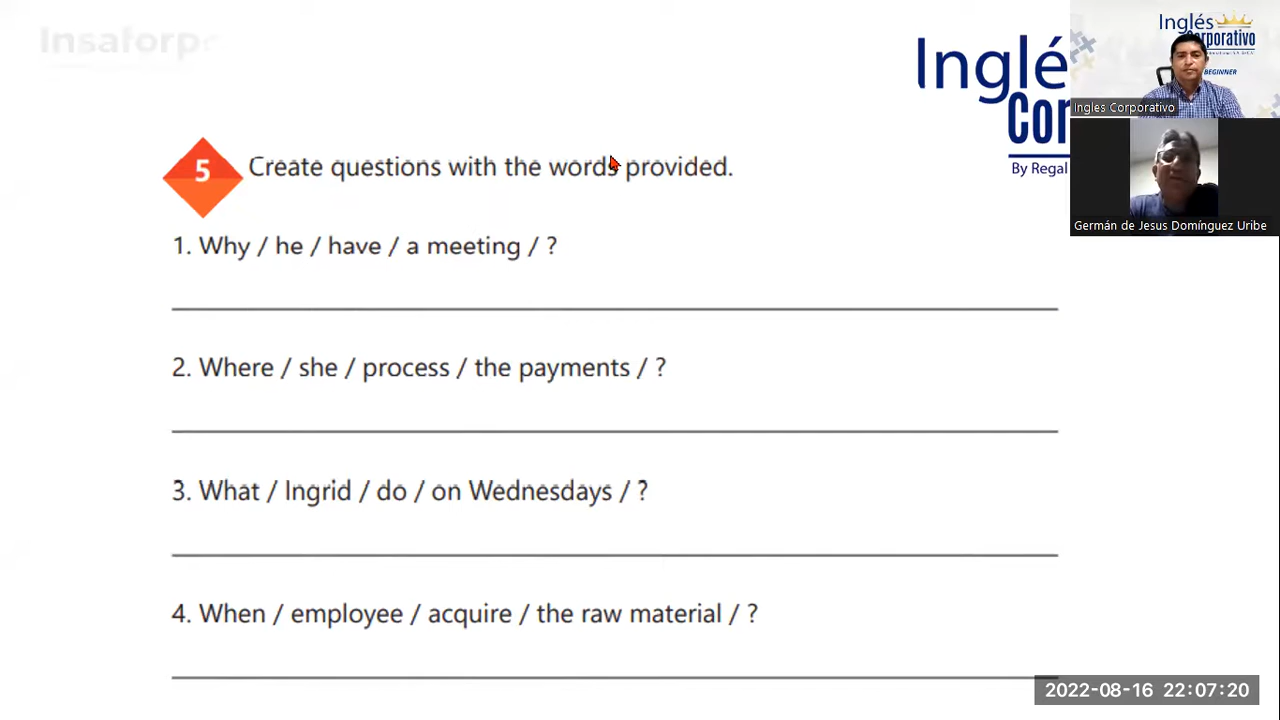 Insaforp
Inglés
Corporativo
BEGINNER
Inglé
Cor
By Regal
Ingles Corporativo
Germán de Jesus Domínguez Uribe
5 Create questions with the words provided.
1. Why / he / have / a meeting / ?
2. Where / she / process / the payments / ?
3. What / Ingrid / do / on Wednesdays / ?
4. When / employee / acquire / the raw material / ?
2022-08-16 22:07:20